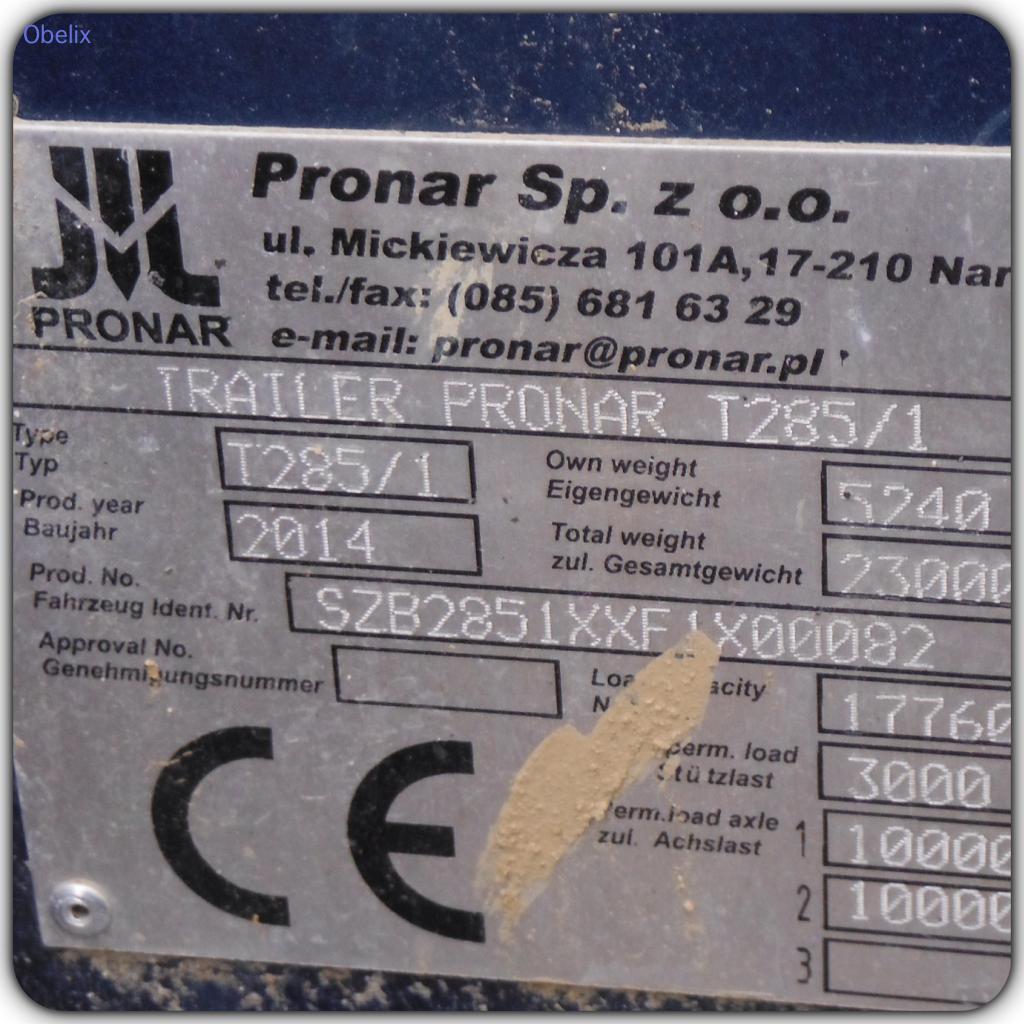 Obelix
Pronar Sp. z o.o.
ul. Mickiewicza 101A,17-210 Nar
tel./fax: (085) 681 63 29
PRONAR
e-mail: pronar@pronar.pl
TRAILER PRONAR T285/1
Type
Typ
T285/1
Own weight
Eigengewicht
5240
Prod. year
Baujahr
2014
Total weight
zul. Gesamtgewicht
23000
Prod. No.
Fahrzeug Ident. Nr.
SZB2851XXF1X00082
Approval No.
Genehmigungsnummer
17760
perm. load
Stützlast
3000
Perm.load axle
zul. Achslast
1 10000
2 10000
3
CE